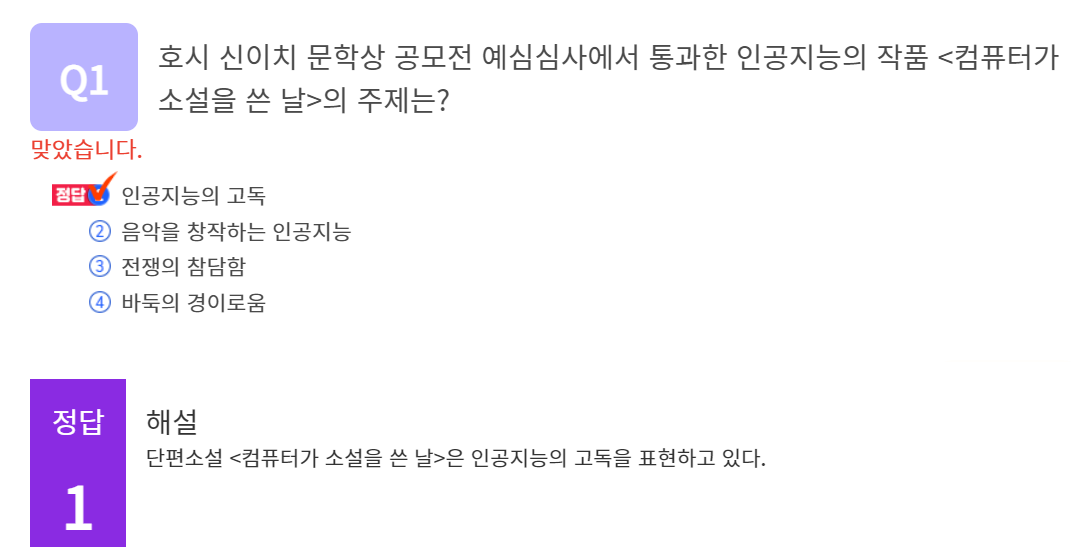 Q1
호시 신이치 문학상 공모전 예심심사에서 통과한 인공지능의 작품 <컴퓨터가
소설을 쓴 날>의 주제는?
맞았습니다.
정답 인공지능의 고독
② 음악을 창작하는 인공지능
③ 전쟁의 참담함
④ 바둑의 경이로움
정답
1
해설
단편소설 <컴퓨터가 소설을 쓴 날>은 인공지능의 고독을 표현하고 있다.